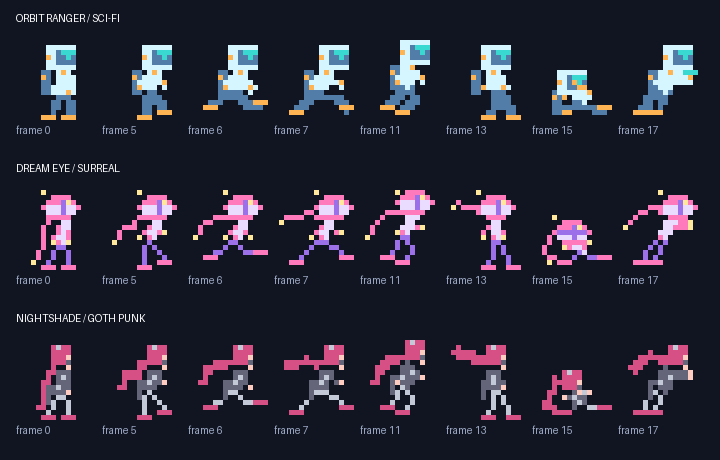 ORBIT RANGER / SCI-FI
frame 0 frame 5 frame 6 frame 7 frame 11 frame 13 frame 15 frame 17
DREAM EYE / SURREAL
frame 0 frame 5 frame 6 frame 7 frame 11 frame 13 frame 15 frame 17
NIGHTSHADE / GOTH PUNK
frame 0 frame 5 frame 6 frame 7 frame 11 frame 13 frame 15 frame 17